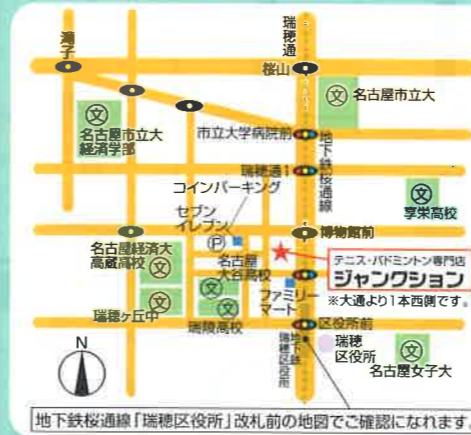 滝子
瑞穂通
桜山
名古屋市立大
名古屋市立大
経済学部
市立大学病院前
地下鉄桜通線
瑞穂通1
コインパーキング
享栄高校
セブン
イレブン
博物館前
P
名古屋経済大
高蔵高校
名古屋
大谷高校
テニス・バドミントン専門店
ジャンクション
※大通より1本西側です。
ファミリー
マート
瑞穂ヶ丘中
瑞陵高校
区役所前
地下鉄
瑞穂区役所
瑞穂
区役所
名古屋女子大
N
文
文
文
文
文
文
文
文
地下鉄桜通線「瑞穂区役所」改札前の地図でご確認になれます。